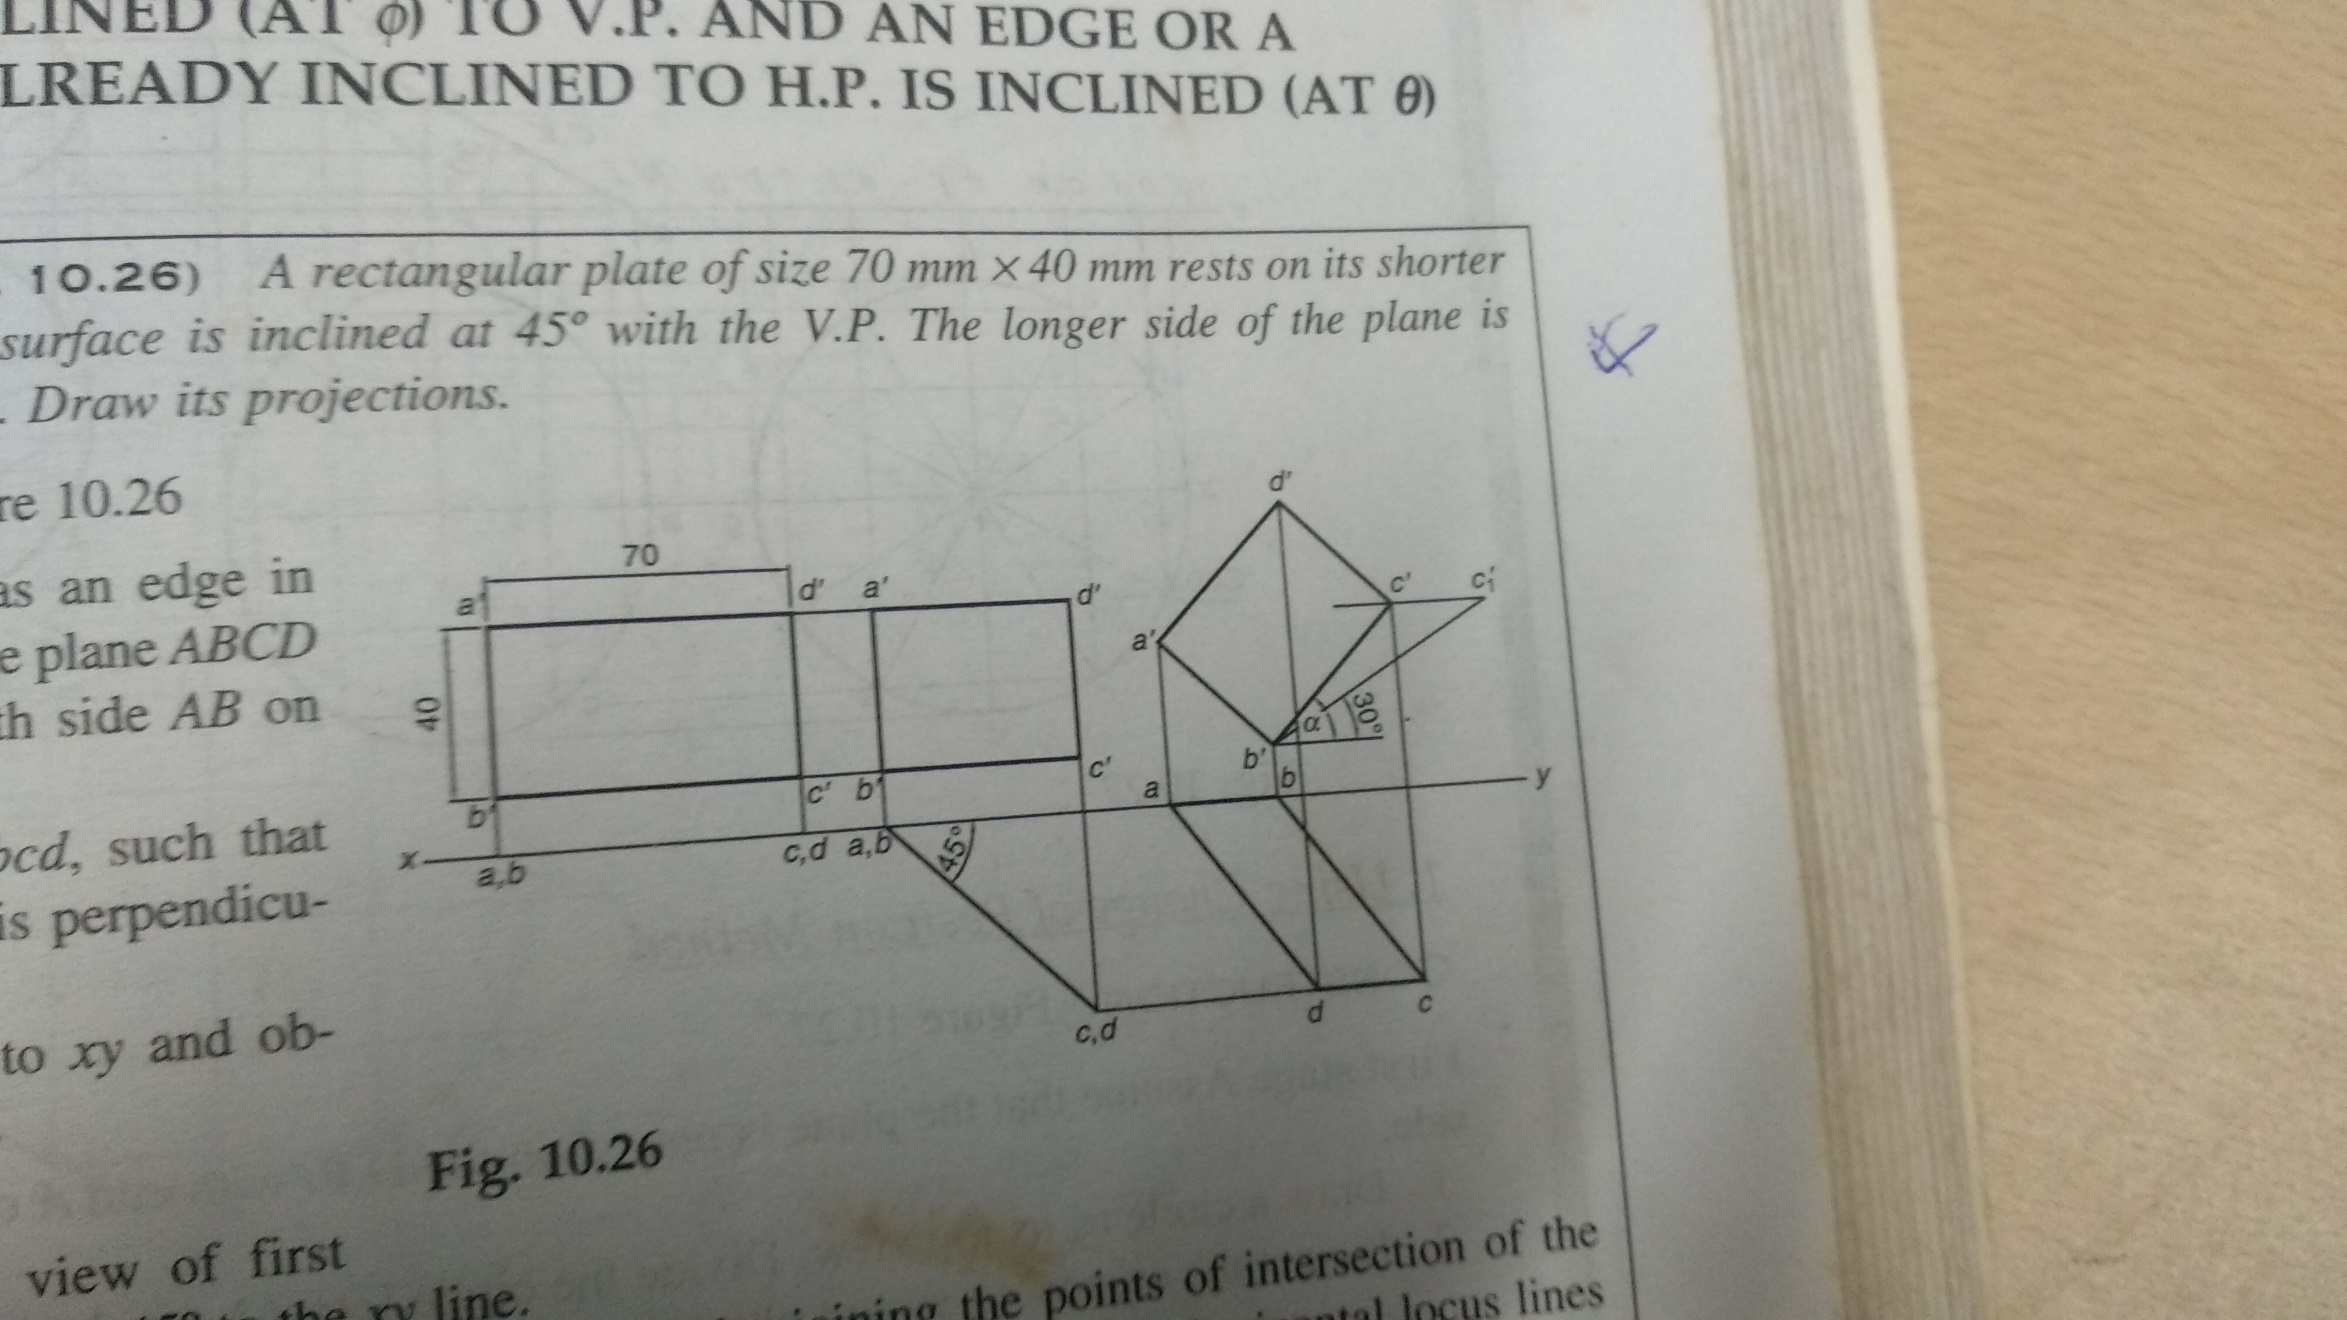 LINED (AT ϕ) TO V.P. AND AN EDGE OR A
LREADY INCLINED TO H.P. IS INCLINED (AT θ)
10.26) A rectangular plate of size 70 mm × 40 mm rests on its shorter
surface is inclined at 45° with the V.P. The longer side of the plane is
. Draw its projections.
re 10.26
as an edge in
e plane ABCD
th side AB on
bcd, such that
is perpendicu-
to xy and ob-
d'
70
a' d' a' d' c' c₁'
a'
40
α 30°
b' c' b' c' b' b
a y
x a,b c,d a,b 45°
c,d d c
Fig. 10.26
view of first
to the xy line.
joining the points of intersection of the
locus lines